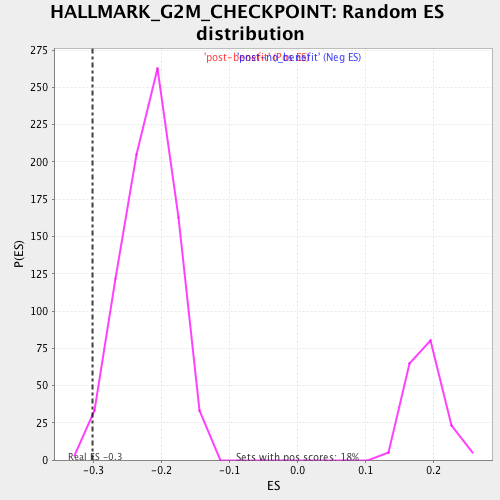 HALLMARK_G2M_CHECKPOINT: Random ES
distribution
'post-benefit' (Pos ES)
'post-no_benefit' (Neg ES)
P(ES)
275
250
225
200
175
150
125
100
75
50
25
0
Real ES -0.3
Sets with pos scores: 18%
-0.3 -0.2 -0.1 0.0 0.1 0.2
ES